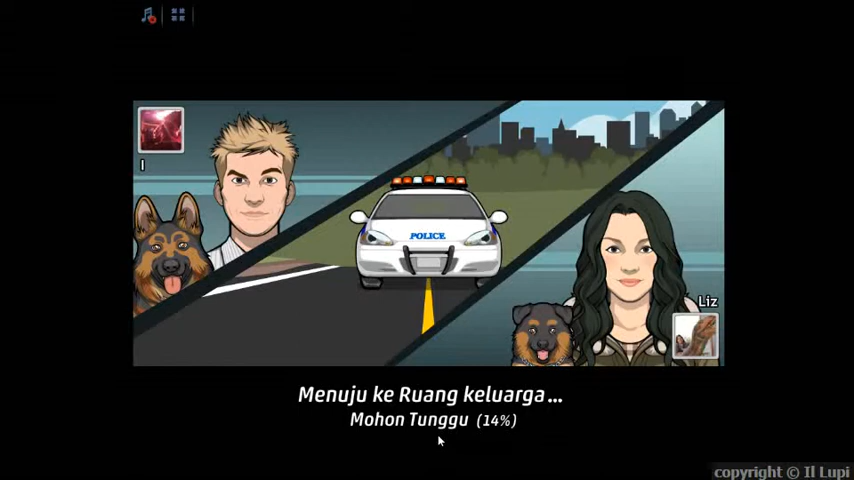 I
POLICE
Liz
Menuju ke Ruang keluarga...
Mohon Tunggu (14%)
copyright © Il Lupi